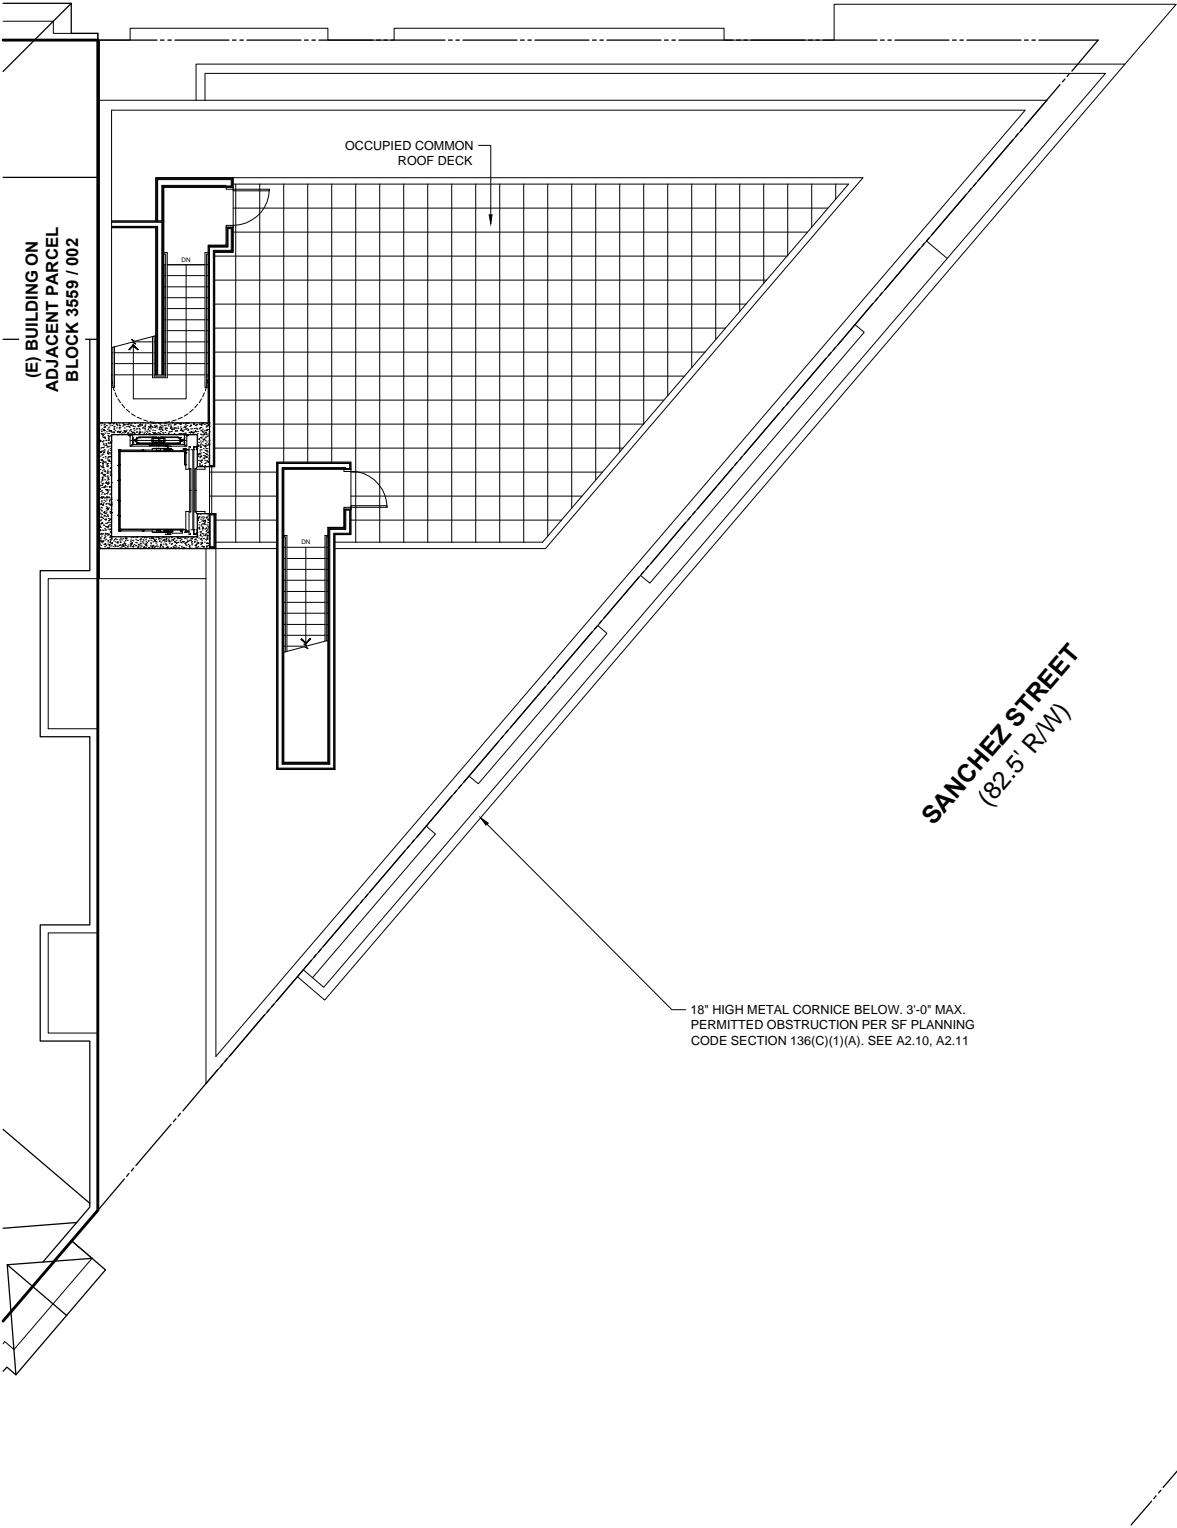 OCCUPIED COMMON
ROOF DECK
(E) BUILDING ON
ADJACENT PARCEL
BLOCK 3559 / 002
DN
DN
SANCHEZ STREET
(82.5' R/W)
18" HIGH METAL CORNICE BELOW. 3'-0" MAX.
PERMITTED OBSTRUCTION PER SF PLANNING
CODE SECTION 136(C)(1)(A). SEE A2.10, A2.11